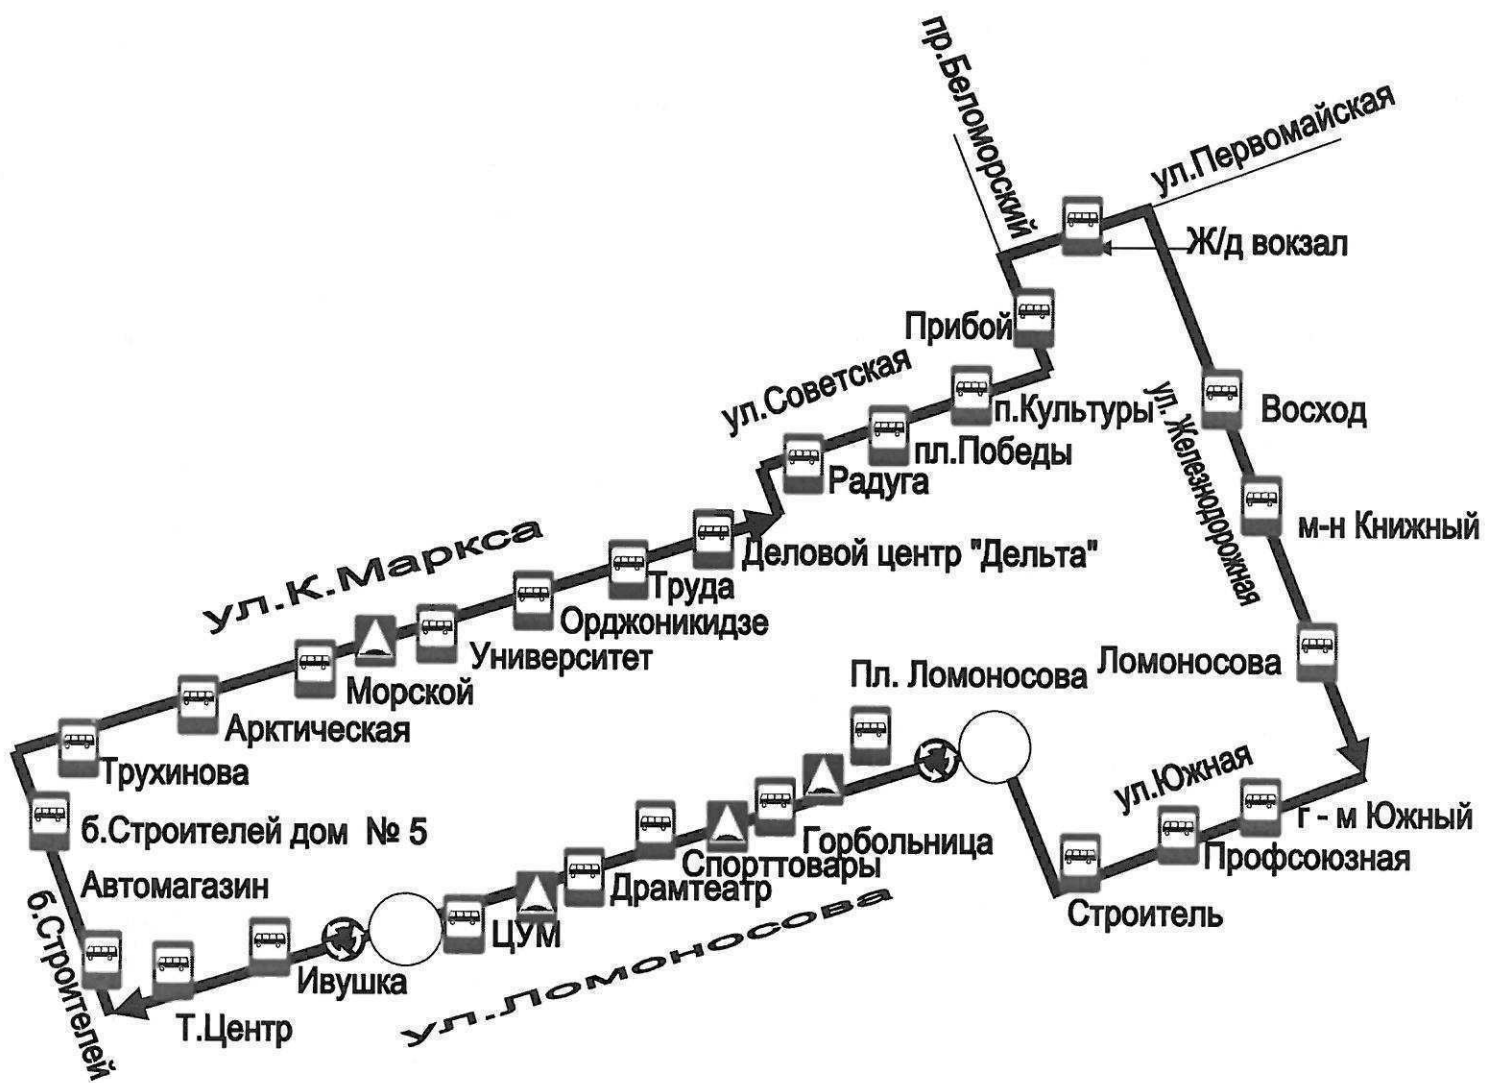 пр.Беломорский
ул.Первомайская
Ж/д вокзал
Прибой
ул.Советская
п.Культуры
Восход
ул. Железнодорожная
пл.Победы
Радуга
м-н Книжный
ул.К.Маркса
Деловой центр "Дельта"
Труда
Орджоникидзе
Университет
Ломоносова
Пл. Ломоносова
Морской
Арктическая
Трухинова
ул.Южная
г - м Южный
б.Строителей дом № 5
Горбольница
Профсоюзная
Спорттовары
Автомагазин
Драмтеатр
Строитель
ЦУМ
ул.Ломоносова
б.Строителей
Ивушка
Т.Центр